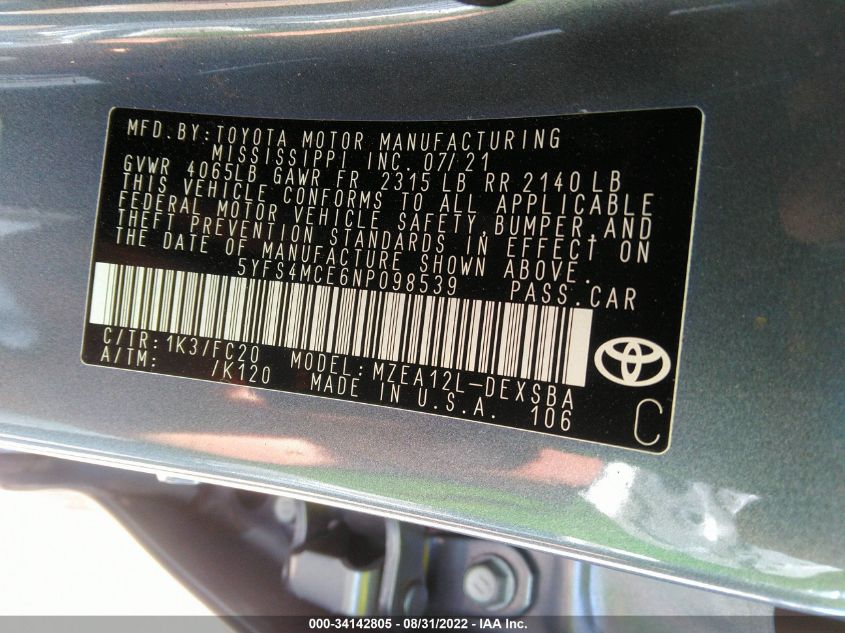 MFD.BY:TOYOTA MOTOR MANUFACTURING
MISSISSIPPI INC. 07/21
GVWR 4065LB GAWR FR 2315 LB RR 2140LB
THIS VEHICLE CONFORMS TO ALL APPLICABLE
FEDERAL MOTOR VEHICLE SAFETY,BUMPER,AND
THEFT PREVENTION STANDARDS IN EFFECT ON
THE DATE OF MANUFACTURE SHOWN ABOVE.
5YFS4MCE6NP098539 PASS.CAR
C/TR: 1K3/FC20 MODEL: MZEA12L-DEXSBA
A/TM: /K120 MADE IN U.S.A. 106
C
000-34142805 - 08/31/2022 - IAA Inc.